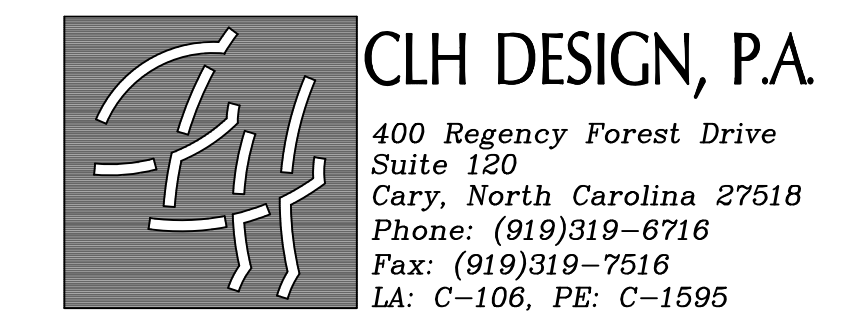 CLH DESIGN, P.A.
400 Regency Forest Drive
Suite 120
Cary, North Carolina 27518
Phone: (919)319-6716
Fax: (919)319-7516
LA: C-106, PE: C-1595